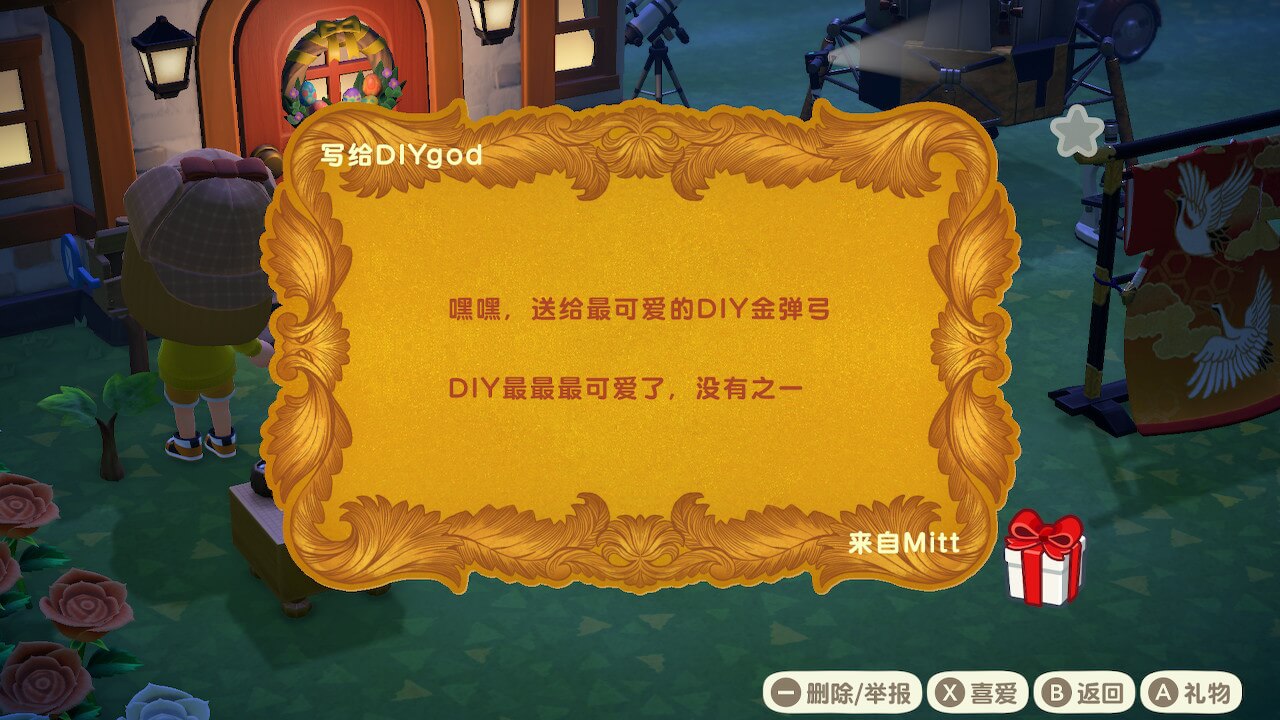 写给DIYgod
嘿嘿，送给最可爱的DIY金弹弓
DIY最最最可爱了，没有之一
来自Mitt
删除/举报 X 喜爱 B 返回 A 礼物